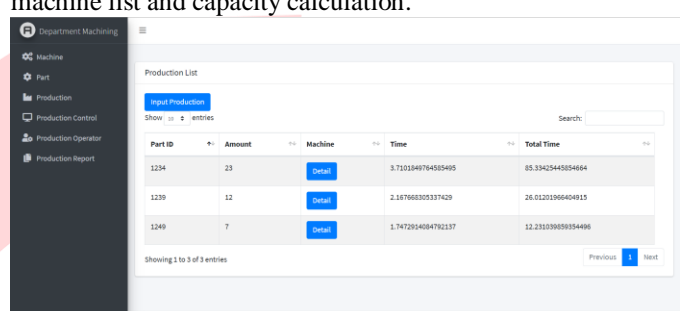 machine list and capacity calculation.
Department Machining
Machine
Part
Production
Production Control
Production Operator
Production Report
Production List
Input Production
Show 10 entries
Search:
Part ID Amount Machine Time Total Time
1234 23 Detail 3.7101849764585495 85.33425445854664
1239 12 Detail 2.167668305337429 26.01201966404915
1249 7 Detail 1.7472914084792137 12.231039859354496
Showing 1 to 3 of 3 entries
Previous 1 Next